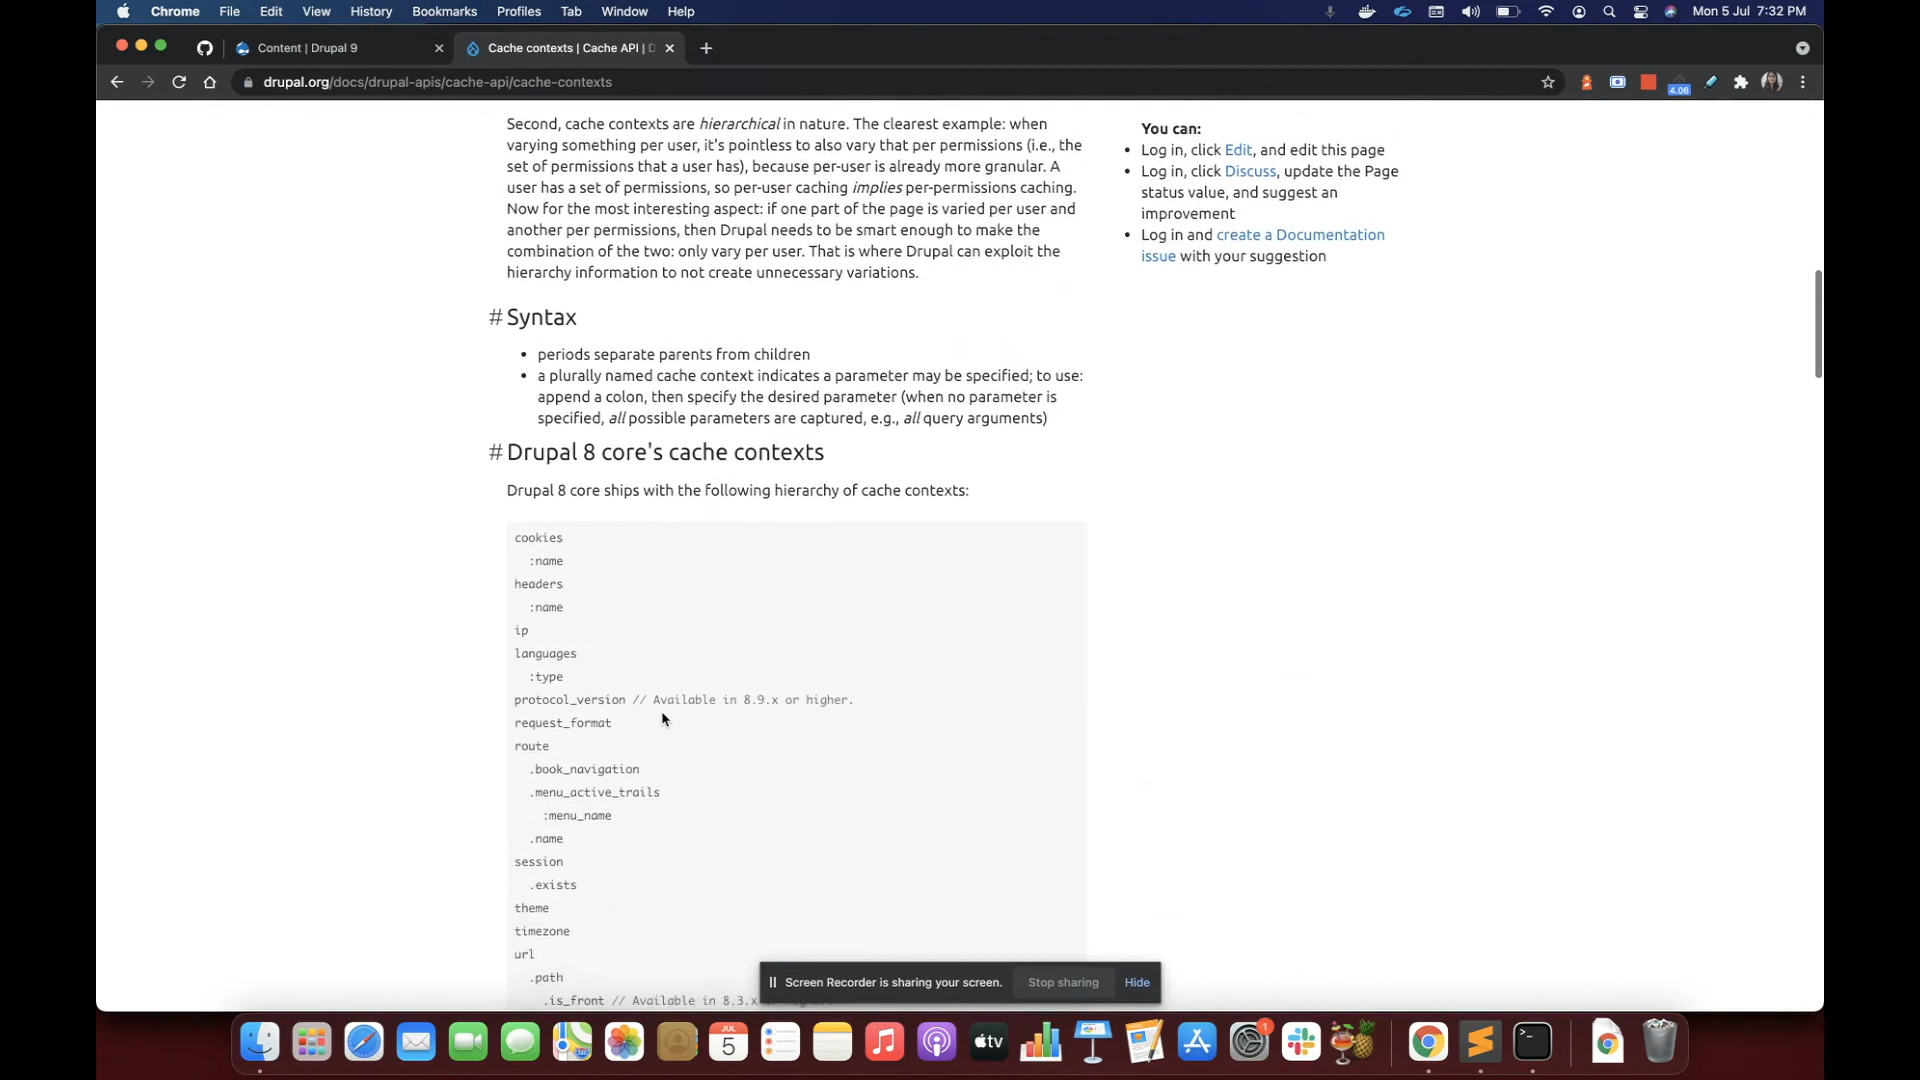 Chrome File Edit View History Bookmarks Profiles Tab Window Help Mon 5 Jul 7:32 PM
Content | Drupal 9 Cache contexts | Cache API | D
drupal.org/docs/drupal-apis/cache-api/cache-contexts
4.06
Second, cache contexts are hierarchical in nature. The clearest example: when
varying something per user, it's pointless to also vary that per permissions (i.e., the
set of permissions that a user has), because per-user is already more granular. A
user has a set of permissions, so per-user caching implies per-permissions caching.
Now for the most interesting aspect: if one part of the page is varied per user and
another per permissions, then Drupal needs to be smart enough to make the
combination of the two: only vary per user. That is where Drupal can exploit the
hierarchy information to not create unnecessary variations.
You can:
• Log in, click Edit, and edit this page
• Log in, click Discuss, update the Page
status value, and suggest an
improvement
• Log in and create a Documentation
issue with your suggestion
# Syntax
• periods separate parents from children
• a plurally named cache context indicates a parameter may be specified; to use:
append a colon, then specify the desired parameter (when no parameter is
specified, all possible parameters are captured, e.g., all query arguments)
# Drupal 8 core's cache contexts
Drupal 8 core ships with the following hierarchy of cache contexts:
cookies
:name
headers
:name
ip
languages
:type
protocol_version // Available in 8.9.x or higher.
request_format
route
.book_navigation
.menu_active_trails
:menu_name
.name
session
.exists
theme
timezone
url
.path
.is_front // Available in 8.3.x
Screen Recorder is sharing your screen. Stop sharing Hide
JUL
5
tv
1